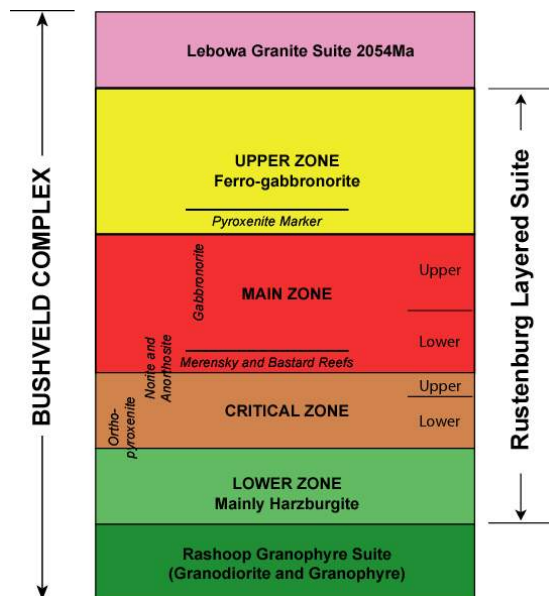 Lebowa Granite Suite 2054Ma
UPPER ZONE
Ferro-gabbronorite
Pyroxenite Marker
Gabbronorite
MAIN ZONE
Upper
Lower
Merensky and Bastard Reefs
Norite and
Anorthosite
Upper
CRITICAL ZONE
Lower
Ortho-
pyroxenite
LOWER ZONE
Mainly Harzburgite
Rashoop Granophyre Suite
(Granodiorite and Granophyre)
BUSHVELD COMPLEX
Rustenburg Layered Suite